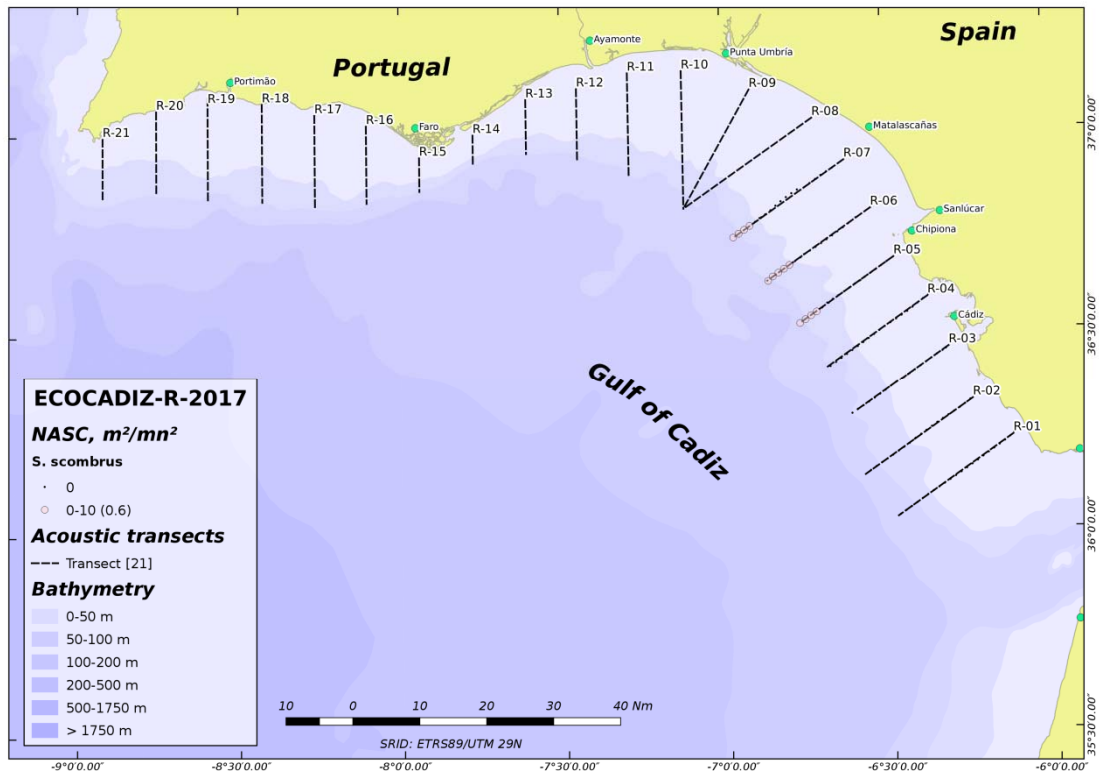 Spain
Portugal
Ayamonte
Punta Umbría
Portimão
Faro
Matalascañas
Sanlúcar
Chipiona
Cádiz
R-21
R-20
R-19
R-18
R-17
R-16
R-15
R-14
R-13
R-12
R-11
R-10
R-09
R-08
R-07
R-06
R-05
R-04
R-03
R-02
R-01
Gulf of Cadiz
ECOCADIZ-R-2017
NASC, m²/mn²
S. scombrus
0
0-10 (0.6)
Acoustic transects
Transect [21]
Bathymetry
0-50 m
50-100 m
100-200 m
200-500 m
500-1750 m
> 1750 m
10 0 10 20 30 40 Nm
SRID: ETRS89/UTM 29N
37°0'0.00"
36°30'0.00"
36°0'0.00"
35°30'0.00"
-9°0'0.00" -8°30'0.00" -8°0'0.00" -7°30'0.00" -7°0'0.00" -6°30'0.00" -6°0'0.00"